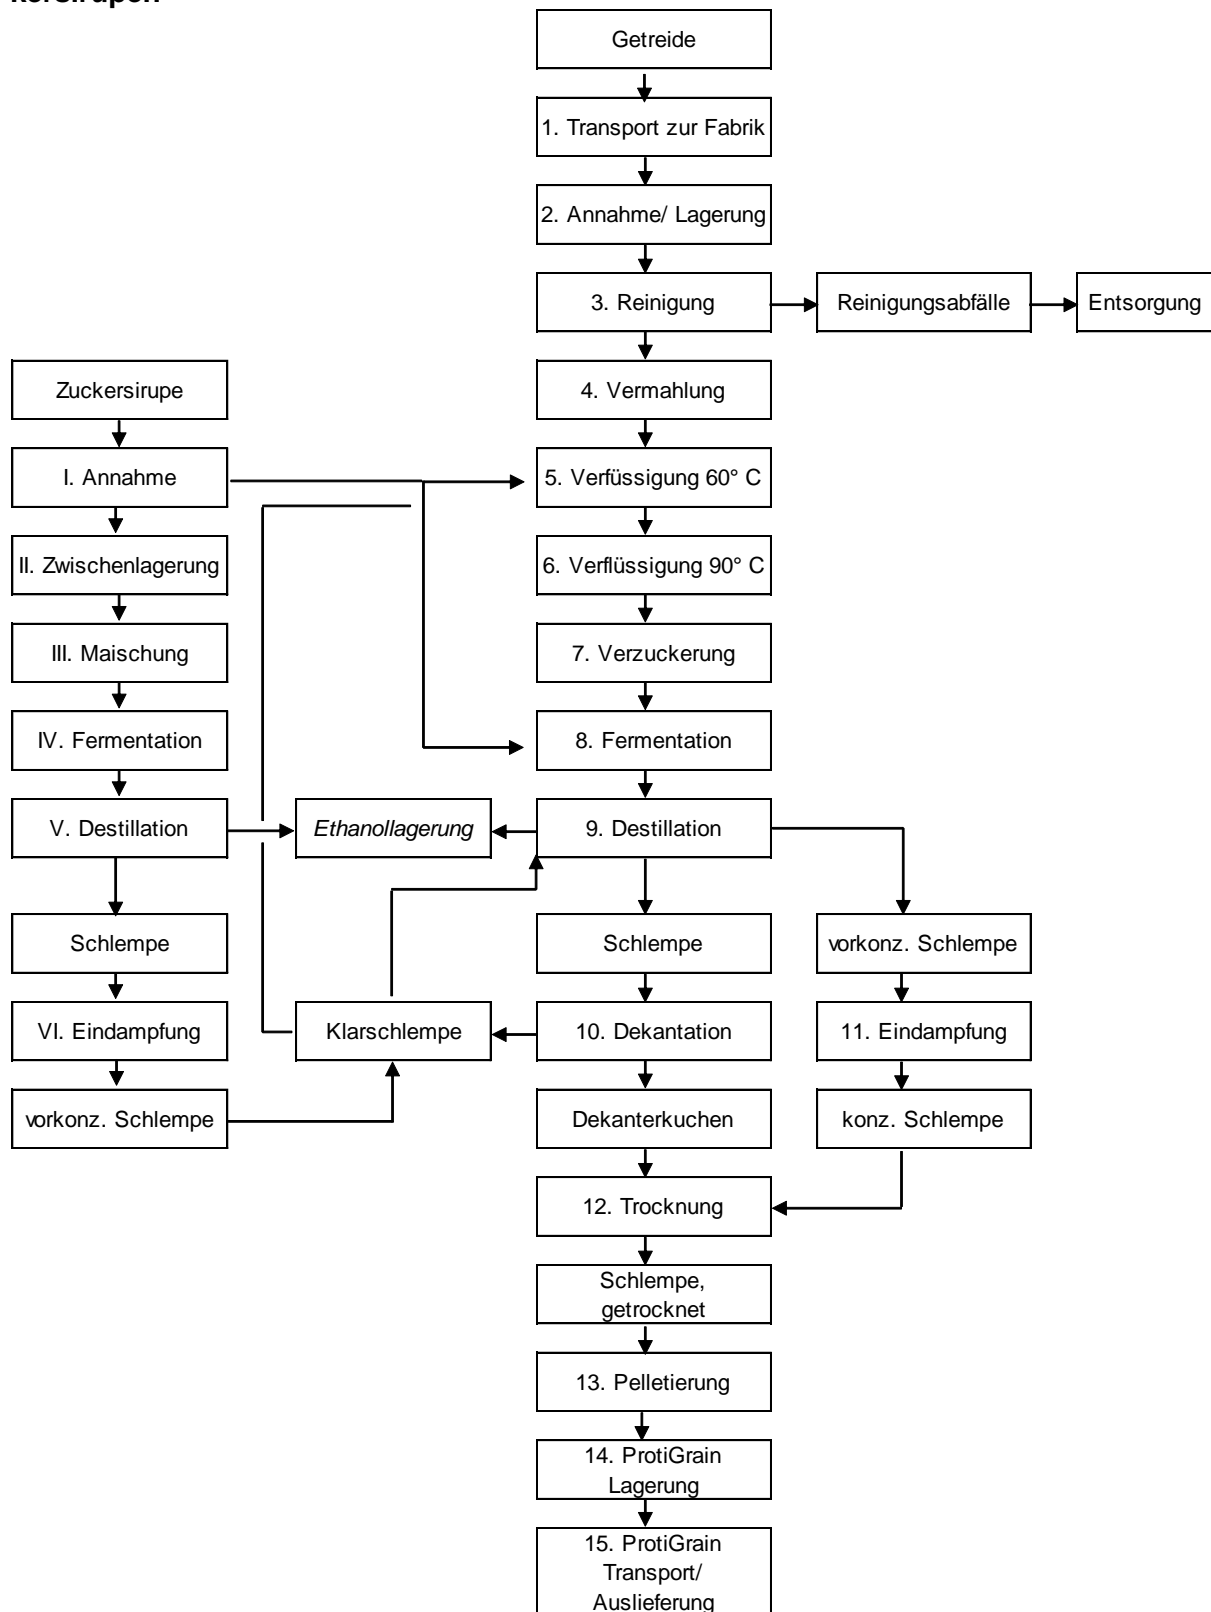 Getreide
1. Transport zur Fabrik
2. Annahme/ Lagerung
3. Reinigung
Reinigungsabfälle
Entsorgung
Zuckersirupe
4. Vermahlung
I. Annahme
5. Verfüssigung 60° C
II. Zwischenlagerung
6. Verflüssigung 90° C
III. Maischung
7. Verzuckerung
IV. Fermentation
8. Fermentation
V. Destillation
Ethanollagerung
9. Destillation
Schlempe
Schlempe
vorkonz. Schlempe
VI. Eindampfung
Klarschlempe
10. Dekantation
11. Eindampfung
vorkonz. Schlempe
Dekanterkuchen
konz. Schlempe
12. Trocknung
Schlempe,
getrocknet
13. Pelletierung
14. ProtiGrain
Lagerung
15. ProtiGrain
Transport/
Auslieferung